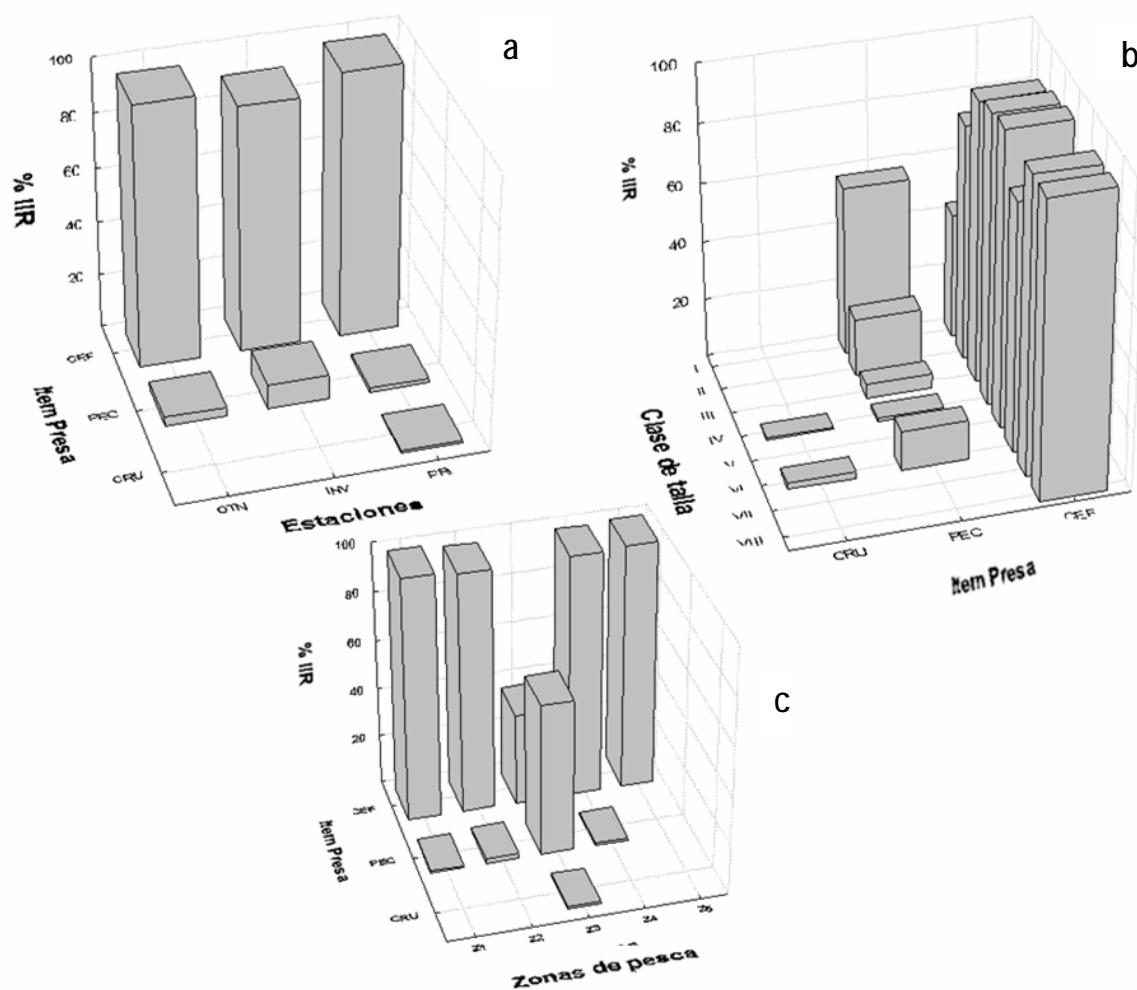 a
100
80
60
40
20
% IIR
CEF
PEC
CRU
Item Presa
OTN
INV
PRI
Estaciones
b
100
80
60
40
20
% IIR
I
II
III
IV
V
VI
VII
VIII
Clase de talla
CRU
PEC
CEF
Item Presa
c
100
80
60
40
20
% IIR
CEF
PEC
CRU
Item Presa
Z1
Z2
Z3
Z4
Zonas de pesca